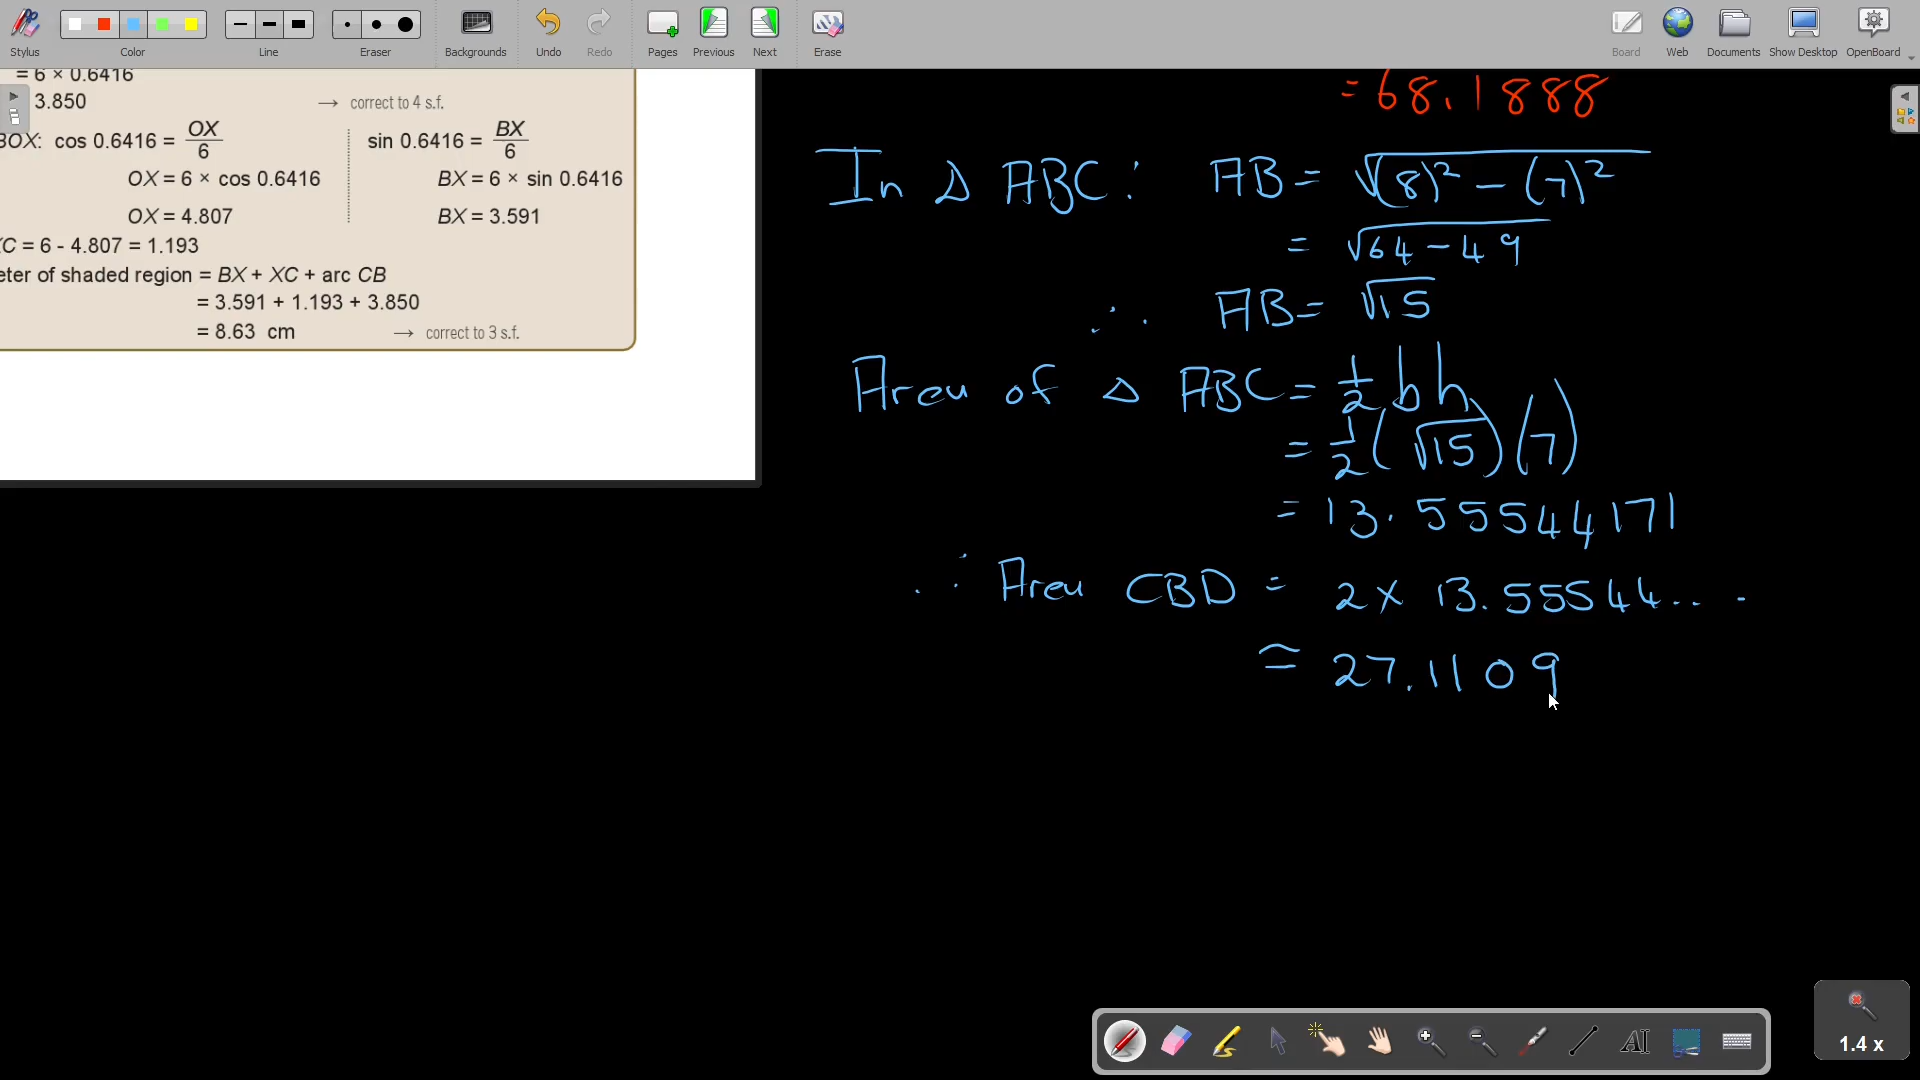 Stylus
Color
Line
Eraser
Backgrounds
Undo
Redo
Pages
Previous
Next
Erase
Board
Web
Documents
Show Desktop
OpenBoard
= 6 × 0.6416
3.850 → correct to 4 s.f.
BOX: cos 0.6416 = OX/6
OX = 6 × cos 0.6416
OX = 4.807
sin 0.6416 = BX/6
BX = 6 × sin 0.6416
BX = 3.591
XC = 6 - 4.807 = 1.193
eter of shaded region = BX + XC + arc CB
= 3.591 + 1.193 + 3.850
= 8.63 cm → correct to 3 s.f.
= 68.1888
In Δ ABC: AB = √(8)² − (7)²
= √64 − 49
∴ AB = √15
Area of Δ ABC = ½ b h
= ½ (√15)(7)
= 13.55544171
∴ Area CBD = 2 × 13.55544...
≃ 27.1109
1.4 x